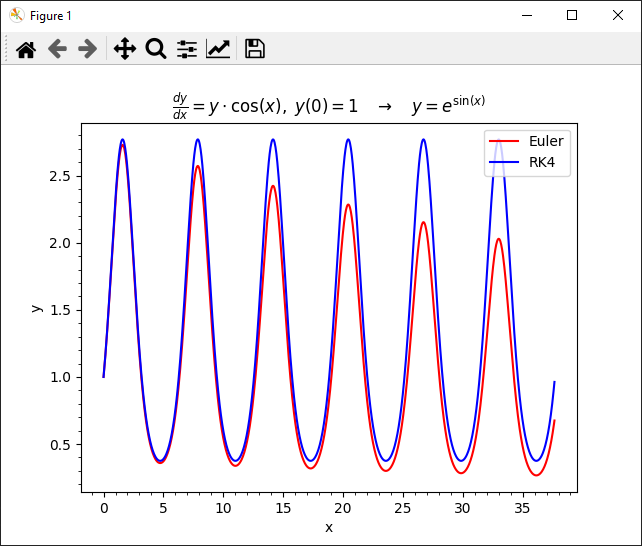 Figure 1
dy/dx = y · cos(x), y(0) = 1 → y = e^sin(x)
Euler
RK4
2.5
2.0
1.5
1.0
0.5
y
0 5 10 15 20 25 30 35
x